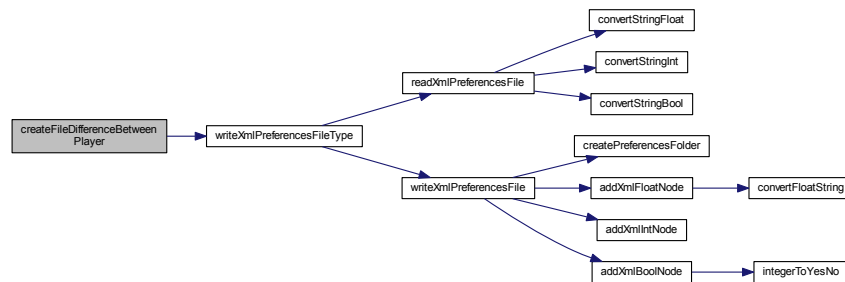 createFileDifferenceBetween
Player
writeXmlPreferencesFileType
readXmlPreferencesFile
convertStringFloat
convertStringInt
convertStringBool
writeXmlPreferencesFile
createPreferencesFolder
addXmlFloatNode
convertFloatString
addXmlIntNode
addXmlBoolNode
integerToYesNo